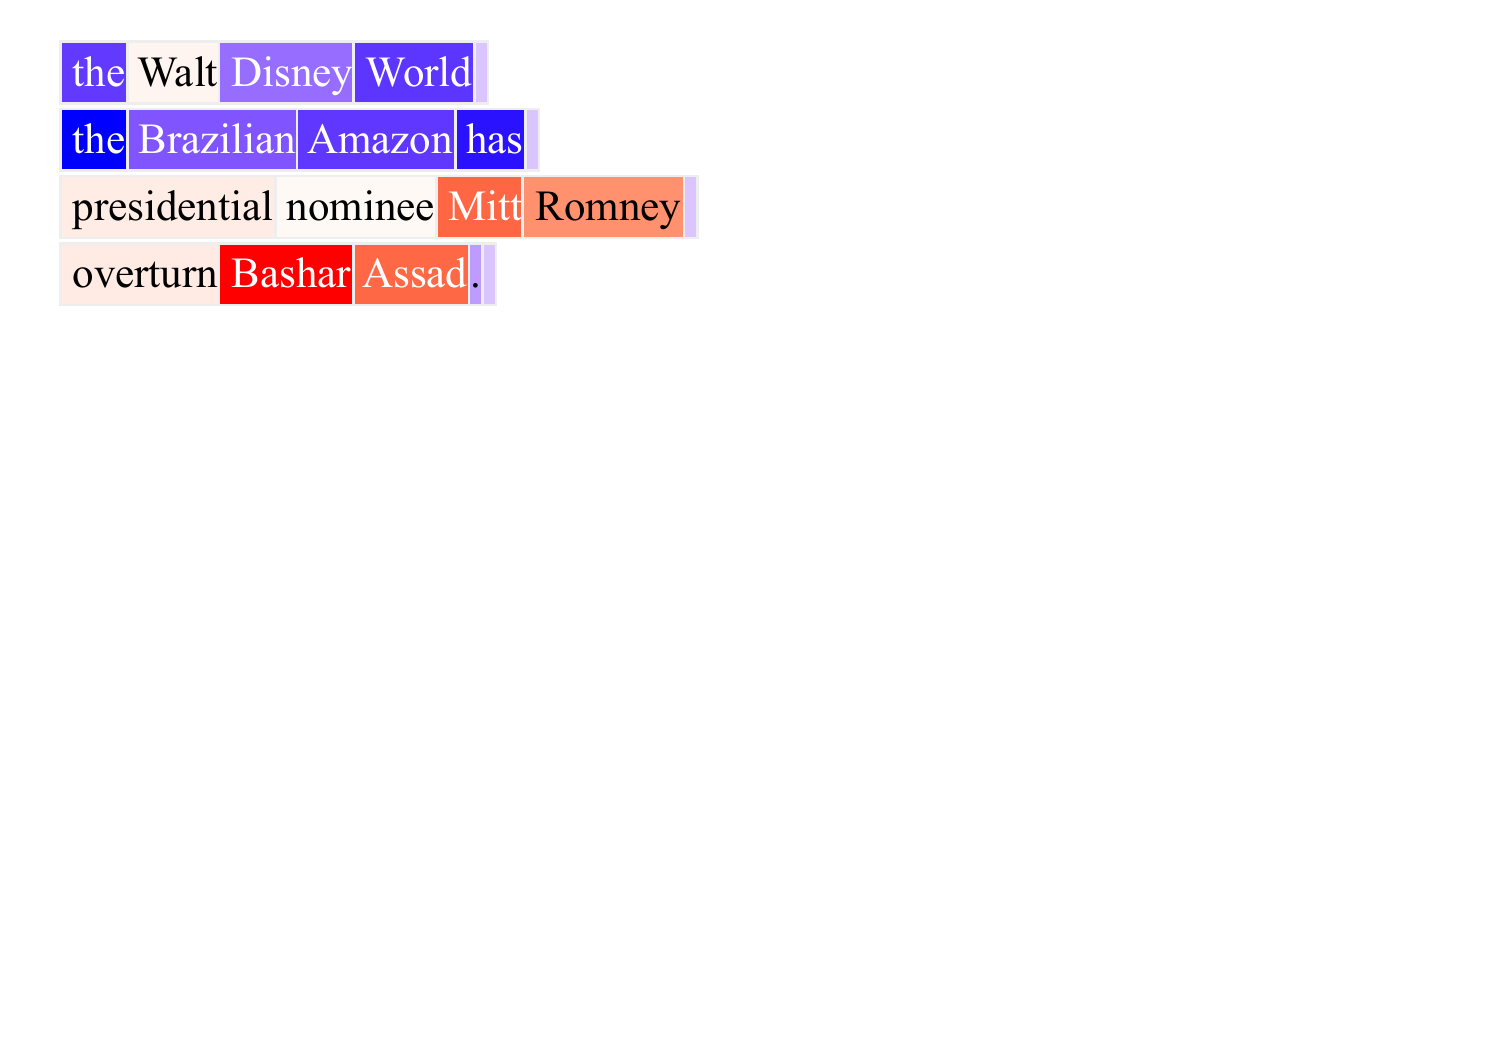 the Walt Disney World
the Brazilian Amazon has
presidential nominee Mitt Romney
overturn Bashar Assad.